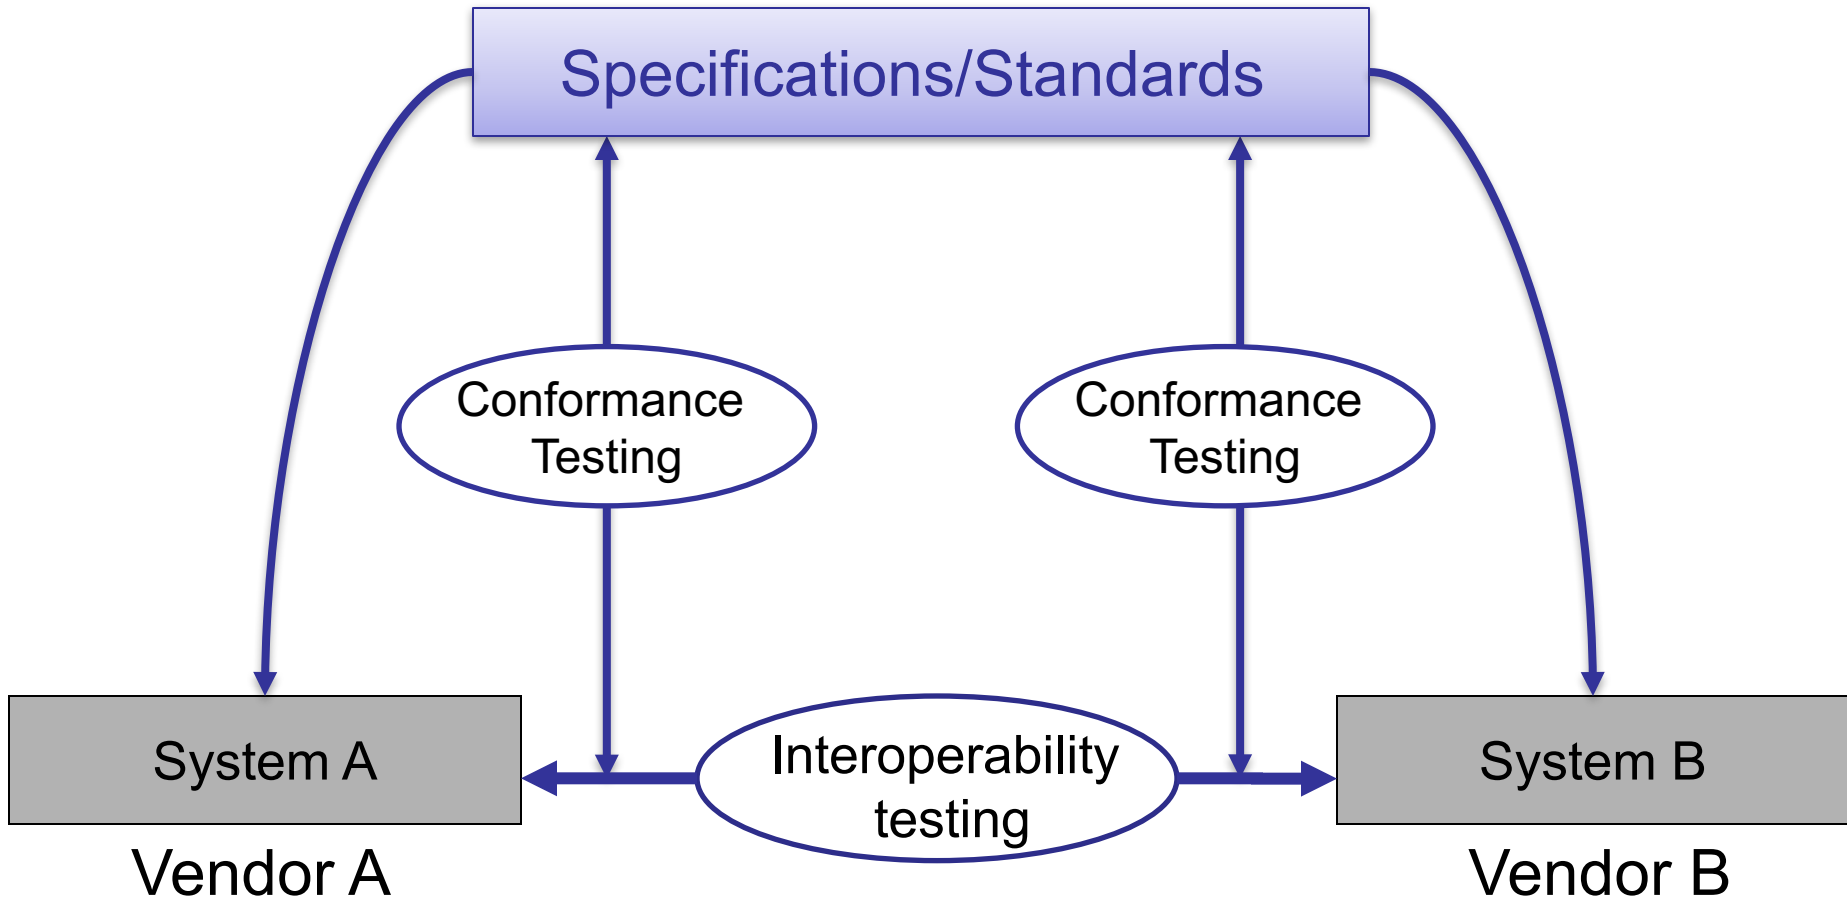 Specifications/Standards
Conformance
Testing
Conformance
Testing
System A
Interoperability
testing
System B
Vendor A
Vendor B